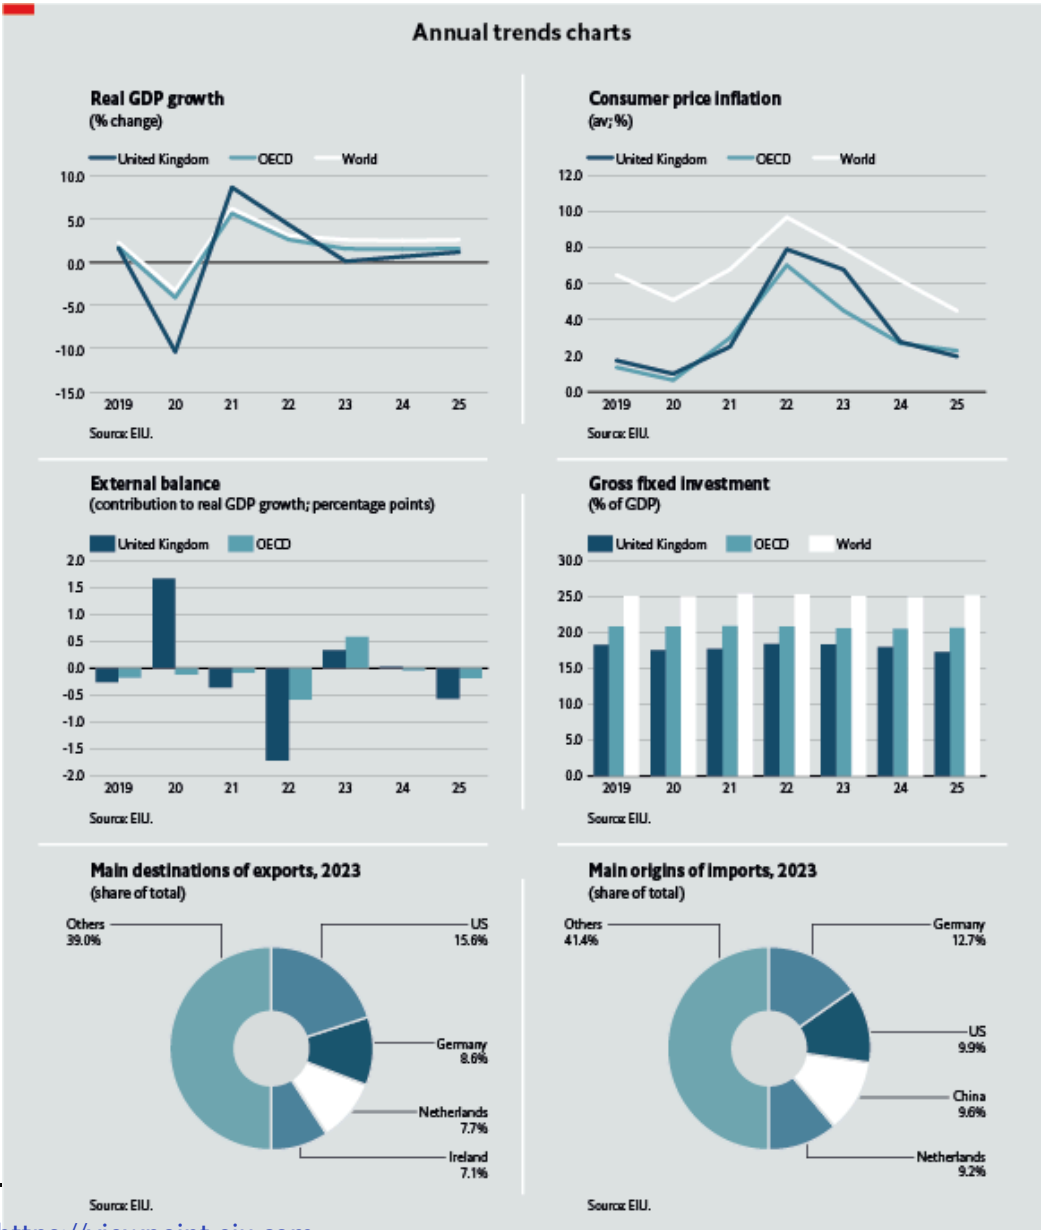 Annual trends charts
Real GDP growth
(% change)
United Kingdom OECD World
10.0
5.0
0.0
-5.0
-10.0
-15.0
2019 20 21 22 23 24 25
Source: EIU.
Consumer price inflation
(av; %)
United Kingdom OECD World
12.0
10.0
8.0
6.0
4.0
2.0
0.0
2019 20 21 22 23 24 25
Source: EIU.
External balance
(contribution to real GDP growth; percentage points)
United Kingdom OECD
2.0
1.5
1.0
0.5
0.0
-0.5
-1.0
-1.5
-2.0
2019 20 21 22 23 24 25
Source: EIU.
Gross fixed investment
(% of GDP)
United Kingdom OECD World
30.0
25.0
20.0
15.0
10.0
5.0
0.0
2019 20 21 22 23 24 25
Source: EIU.
Main destinations of exports, 2023
(share of total)
Others
39.0%
US
15.6%
Germany
8.6%
Netherlands
7.7%
Ireland
7.1%
Source: EIU.
Main origins of imports, 2023
(share of total)
Others
41.4%
Germany
12.7%
US
9.9%
China
9.6%
Netherlands
9.2%
Source: EIU.